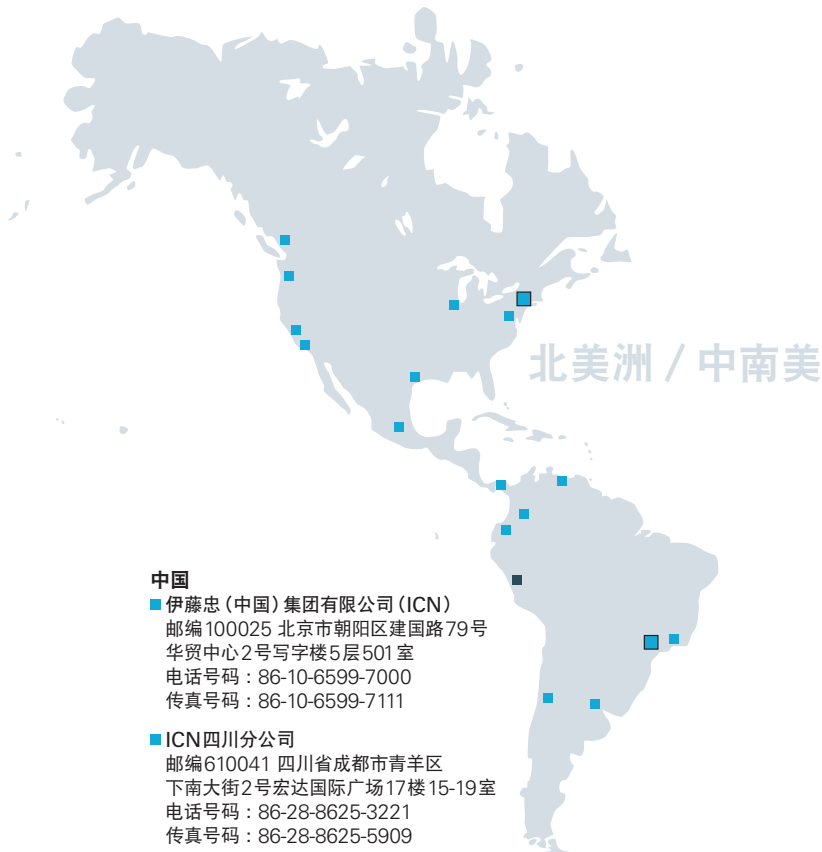 北美洲 / 中南美
中国
■ 伊藤忠（中国）集团有限公司（ICN）
邮编100025 北京市朝阳区建国路79号
华贸中心2号写字楼5层501室
电话号码：86-10-6599-7000
传真号码：86-10-6599-7111
■ ICN四川分公司
邮编610041 四川省成都市青羊区
下南大街2号宏达国际广场17楼15-19室
电话号码：86-28-8625-3221
传真号码：86-28-8625-5909